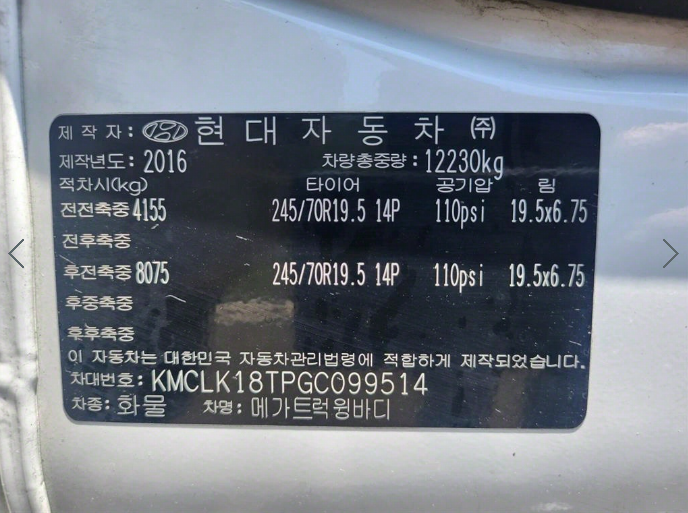 제 작 자 : 현 대 자 동 차 ㈜
제작년도 : 2016 차량총중량 : 12230kg
적차시(kg) 타이어 공기압 림
전전축중 4155 245/70R19.5 14P 110psi 19.5x6.75
전후축중
후전축중 8075 245/70R19.5 14P 110psi 19.5x6.75
후중축중
후후축중
이 자동차는 대한민국 자동차관리법령에 적합하게 제작되었습니다.
차대번호 : KMCLK18TPGC099514
차종 : 화물 차명 : 메가트럭윙바디